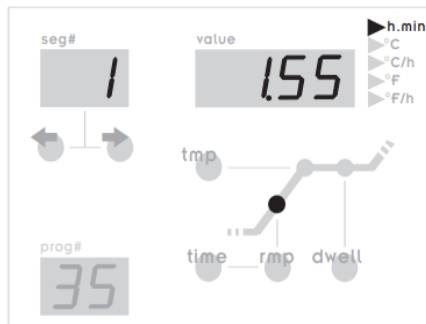 seg#
1
value
1.55
h.min
°C
°C/h
°F
°F/h
tmp
time
rmp
dwell
prog#
35